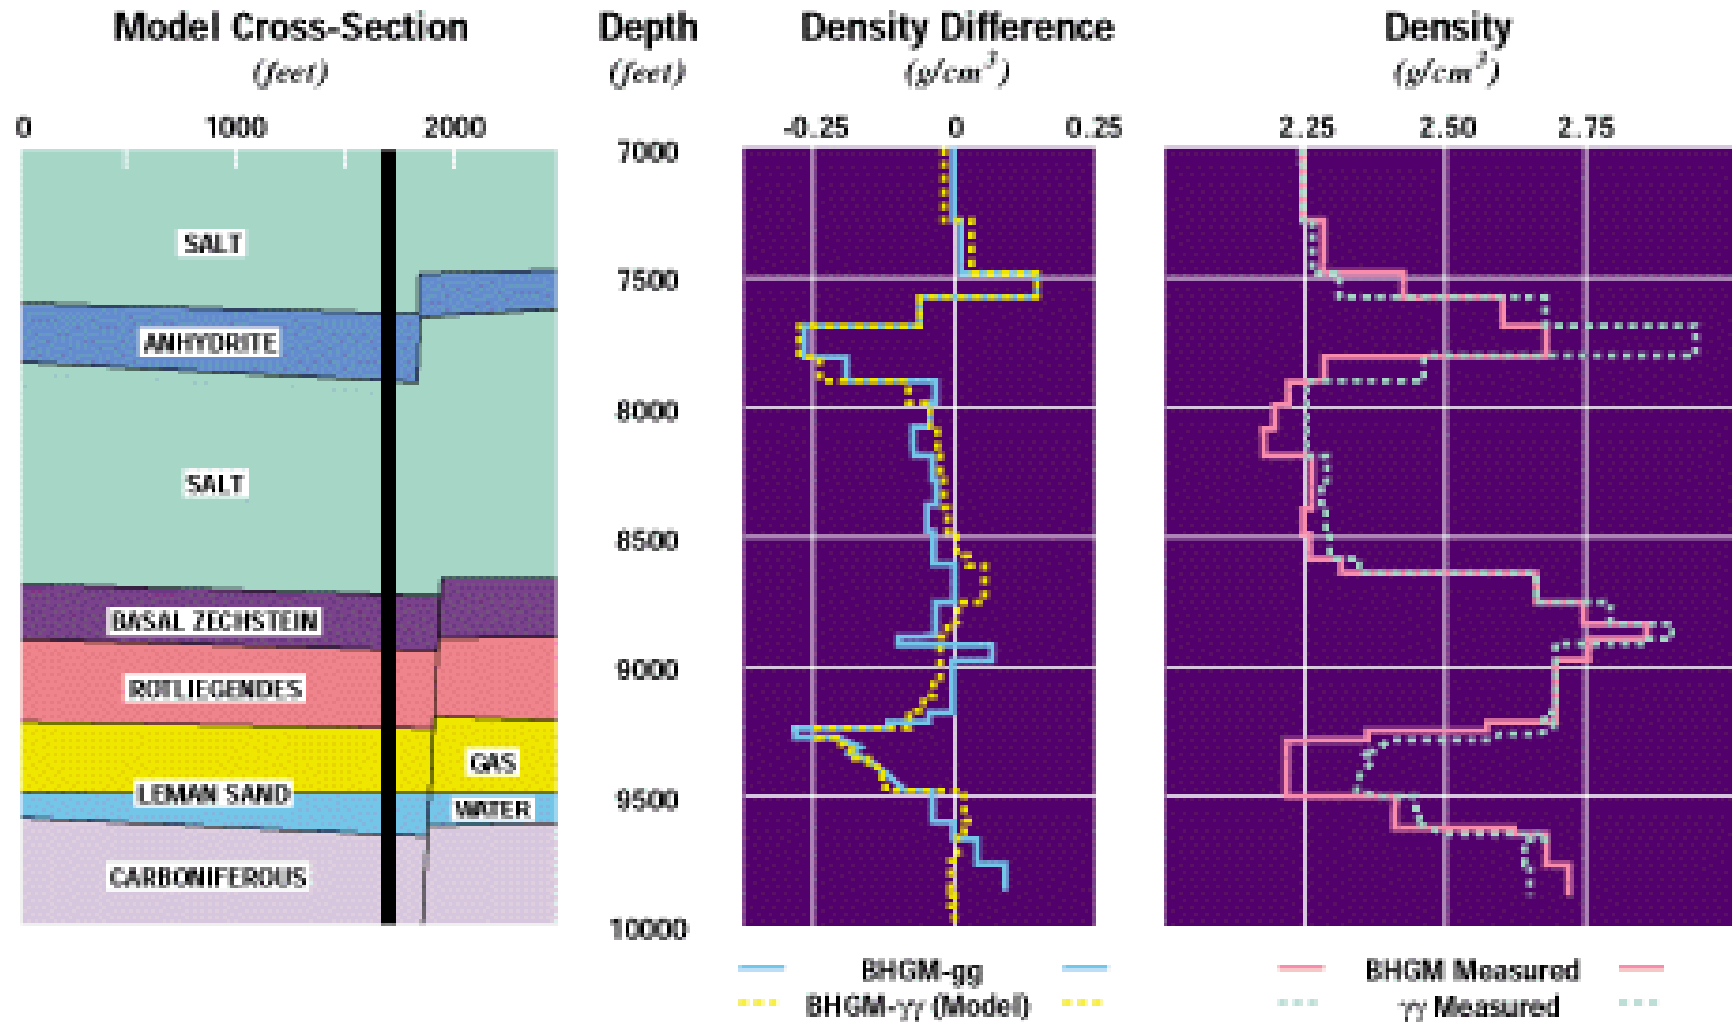 Model Cross-Section
(feet)
Depth
(feet)
Density Difference
(g/cm³)
Density
(g/cm³)
0 1000 2000
-0.25 0 0.25
2.25 2.50 2.75
7000
7500
8000
8500
9000
9500
10000
SALT
ANHYDRITE
SALT
BASAL ZECHSTEIN
ROTLIEGENDES
GAS
LEMAN SAND
WATER
CARBONIFEROUS
BHGM-gg
BHGM-γγ (Model)
BHGM Measured
γγ Measured